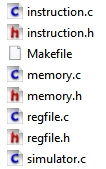 instruction.c
instruction.h
Makefile
memory.c
memory.h
regfile.c
regfile.h
simulator.c